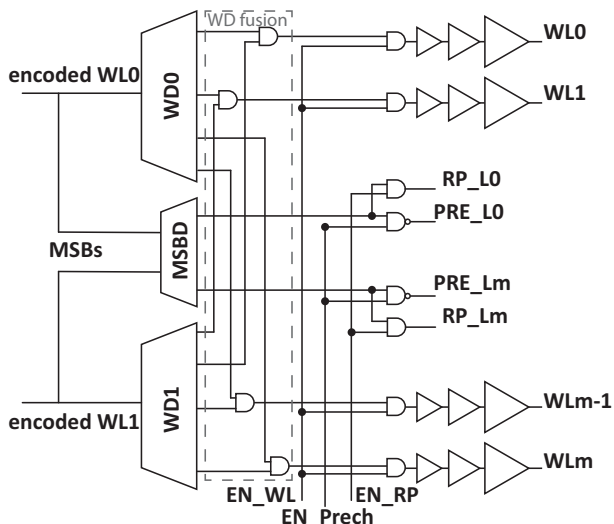 WD fusion
WL0
encoded WL0
WD0
WL1
RP_L0
PRE_L0
MSBs
MSBD
PRE_Lm
RP_Lm
encoded WL1
WD1
WLm-1
WLm
EN_WL
EN_RP
EN
Prech